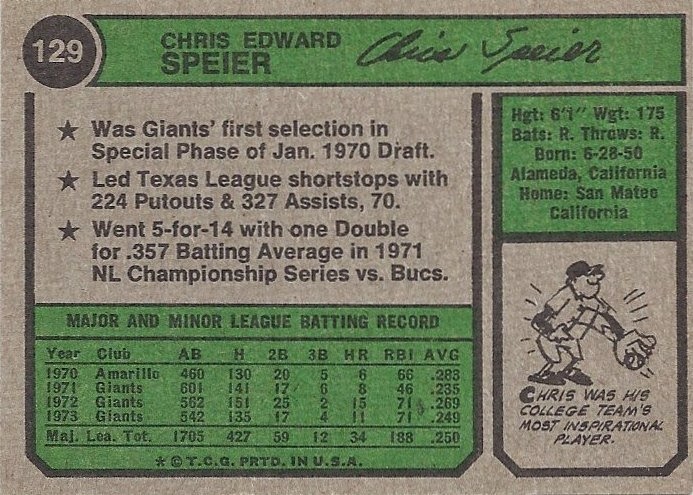 129
CHRIS EDWARD
SPEIER
Chris Speier
★ Was Giants' first selection in
Special Phase of Jan. 1970 Draft.
★ Led Texas League shortstops with
224 Putouts & 327 Assists, 70.
★ Went 5-for-14 with one Double
for .357 Batting Average in 1971
NL Championship Series vs. Bucs.
Hgt: 6'1" Wgt: 175
Bats: R. Throws: R.
Born: 6-28-50
Alameda, California
Home: San Mateo
California
MAJOR AND MINOR LEAGUE BATTING RECORD
Year Club AB H 2B 3B HR RBI AVG
1970 Amarillo 460 130 20 5 6 66 .283
1971 Giants 601 141 17 6 8 46 .235
1972 Giants 562 151 25 2 15 71 .269
1973 Giants 542 135 17 4 11 71 .249
Maj. Lea. Tot. 1705 427 59 12 34 188 .250
* © T.C.G. PRTD. IN U.S.A.
CHRIS WAS HIS
COLLEGE TEAM'S
MOST INSPIRATIONAL
PLAYER.